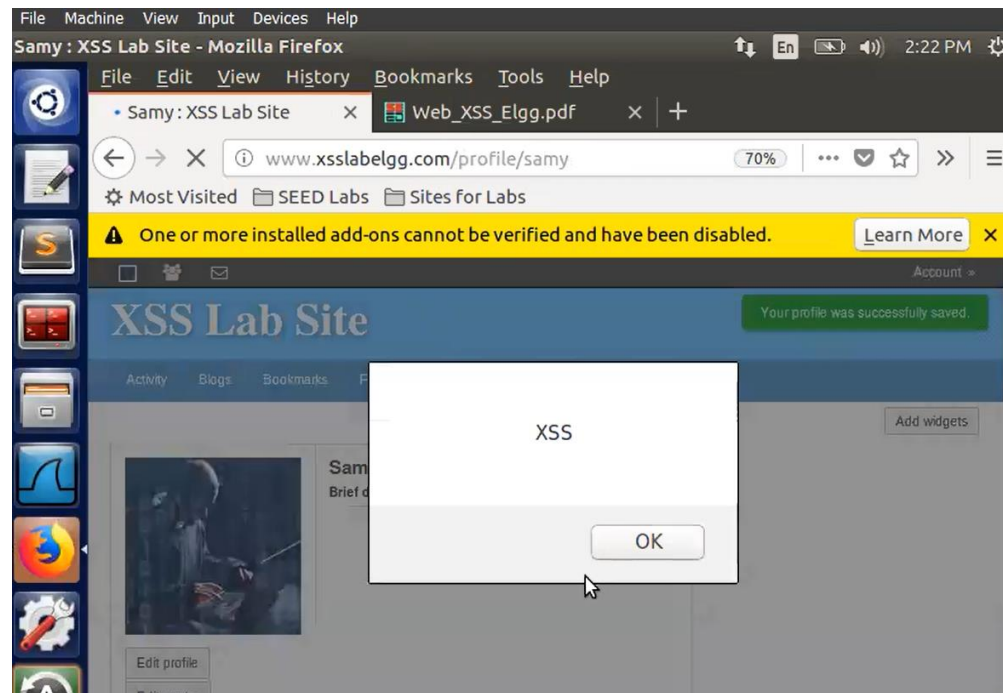 File Machine View Input Devices Help
Samy : XSS Lab Site - Mozilla Firefox En 2:22 PM
File Edit View History Bookmarks Tools Help
Samy : XSS Lab Site Web_XSS_Elgg.pdf
www.xsslabelgg.com/profile/samy 70%
Most Visited SEED Labs Sites for Labs
One or more installed add-ons cannot be verified and have been disabled. Learn More
Account »
XSS Lab Site Your profile was successfully saved.
Activity Blogs Bookmarks F
Add widgets
XSS
Sam
Brief d
OK
Edit profile